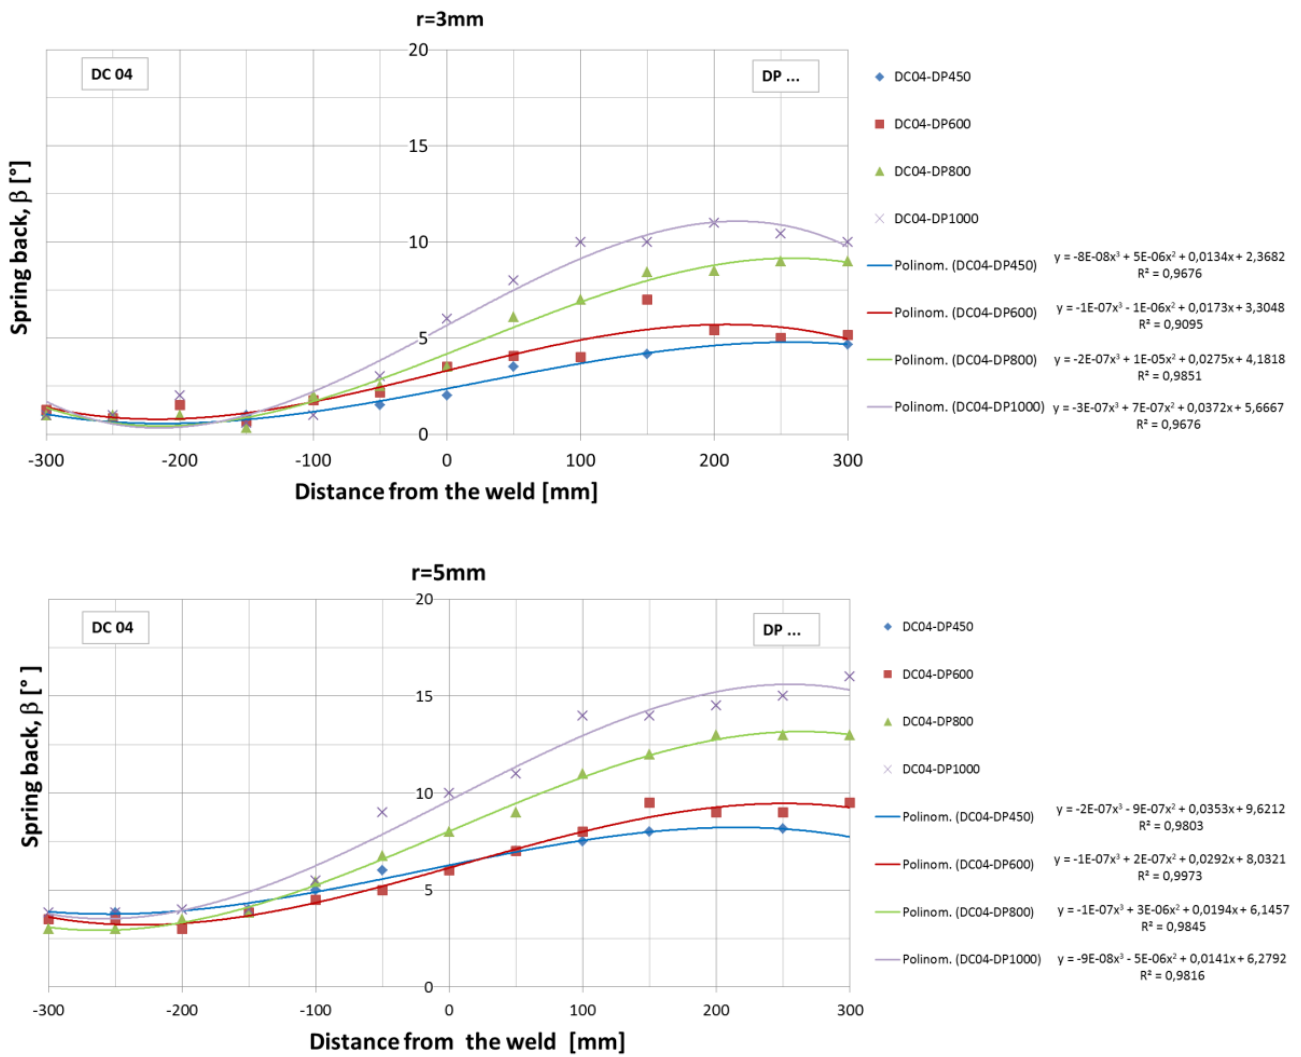 r=3mm
20
15
10
5
0
Spring back, β [°]
DC 04
DP ...
-300
-200
-100
0
100
200
300
Distance from the weld [mm]
DC04-DP450
DC04-DP600
DC04-DP800
DC04-DP1000
Polinom. (DC04-DP450)
y = -8E-08x³ + 5E-06x² + 0,0134x + 2,3682
R² = 0,9676
Polinom. (DC04-DP600)
y = -1E-07x³ - 1E-06x² + 0,0173x + 3,3048
R² = 0,9095
Polinom. (DC04-DP800)
y = -2E-07x³ + 1E-05x² + 0,0275x + 4,1818
R² = 0,9851
Polinom. (DC04-DP1000)
y = -3E-07x³ + 7E-07x² + 0,0372x + 5,6667
R² = 0,9676
r=5mm
20
15
10
5
0
Spring back, β [° ]
DC 04
DP ...
-300
-200
-100
0
100
200
300
Distance from the weld [mm]
DC04-DP450
DC04-DP600
DC04-DP800
DC04-DP1000
Polinom. (DC04-DP450)
y = -2E-07x³ - 9E-07x² + 0,0353x + 9,6212
R² = 0,9803
Polinom. (DC04-DP600)
y = -1E-07x³ + 2E-07x² + 0,0292x + 8,0321
R² = 0,9973
Polinom. (DC04-DP800)
y = -1E-07x³ + 3E-06x² + 0,0194x + 6,1457
R² = 0,9845
Polinom. (DC04-DP1000)
y = -9E-08x³ - 5E-06x² + 0,0141x + 6,2792
R² = 0,9816